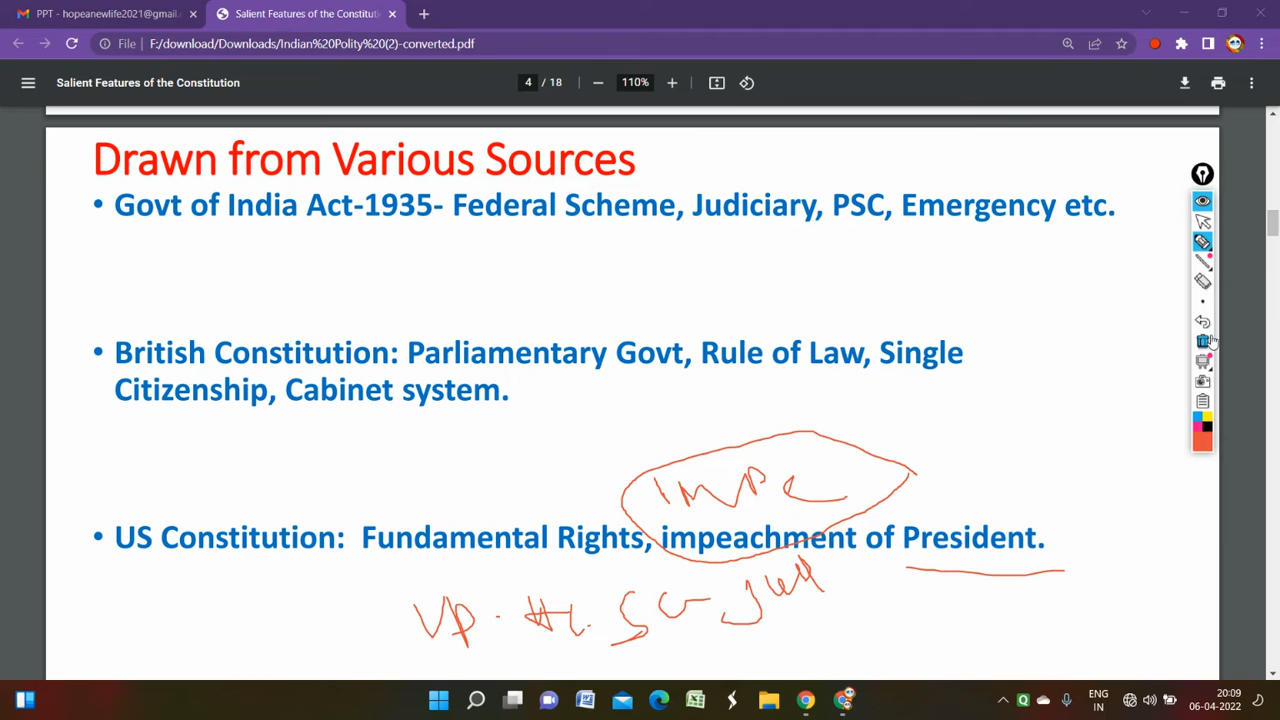 PPT - hopeanewlife2021@gmail.
Salient Features of the Constituti
File
F:/download/Downloads/Indian%20Polity%20(2)-converted.pdf
Salient Features of the Constitution
4 / 18
110%
Drawn from Various Sources
• Govt of India Act-1935- Federal Scheme, Judiciary, PSC, Emergency etc.
• British Constitution: Parliamentary Govt, Rule of Law, Single
Citizenship, Cabinet system.
IMPC
• US Constitution: Fundamental Rights, impeachment of President.
VP. HC. SC
ENG
IN
20:09
06-04-2022